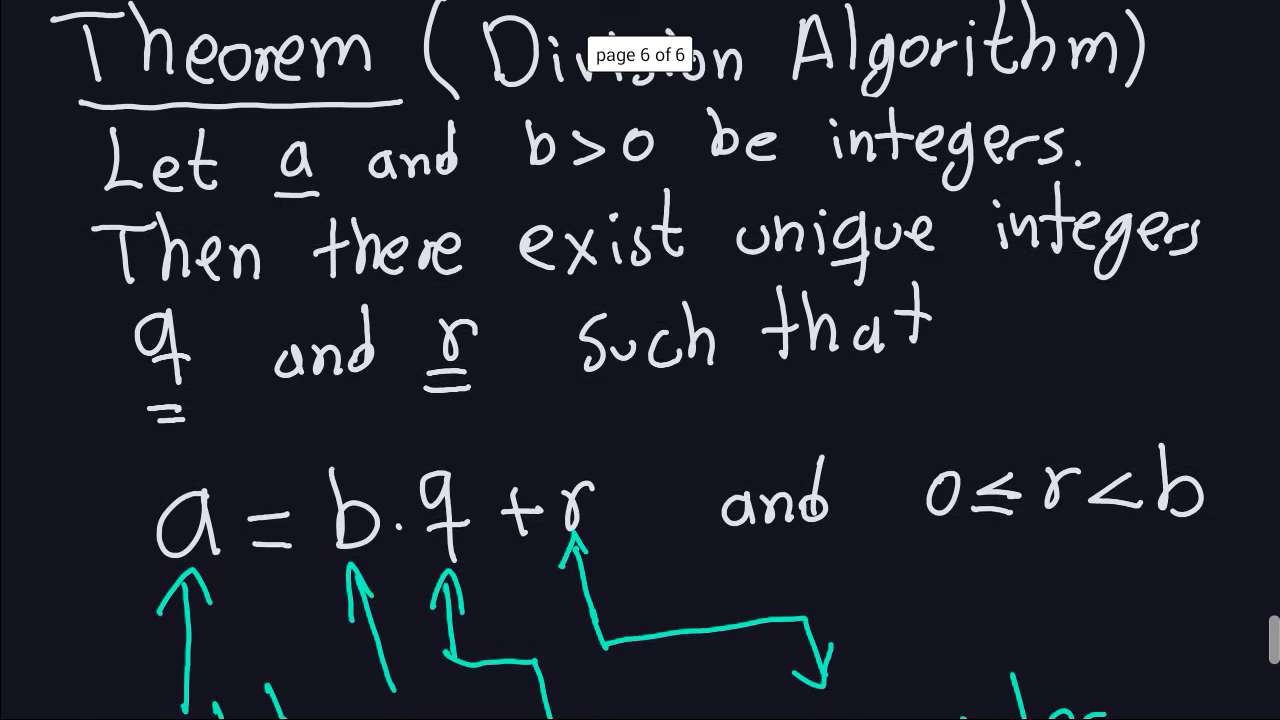 Theorem (Division Algorithm)
page 6 of 6
Let a and b > 0 be integers.
Then there exist unique integers
q and r such that
a = b · q + r and 0 ≤ r < b